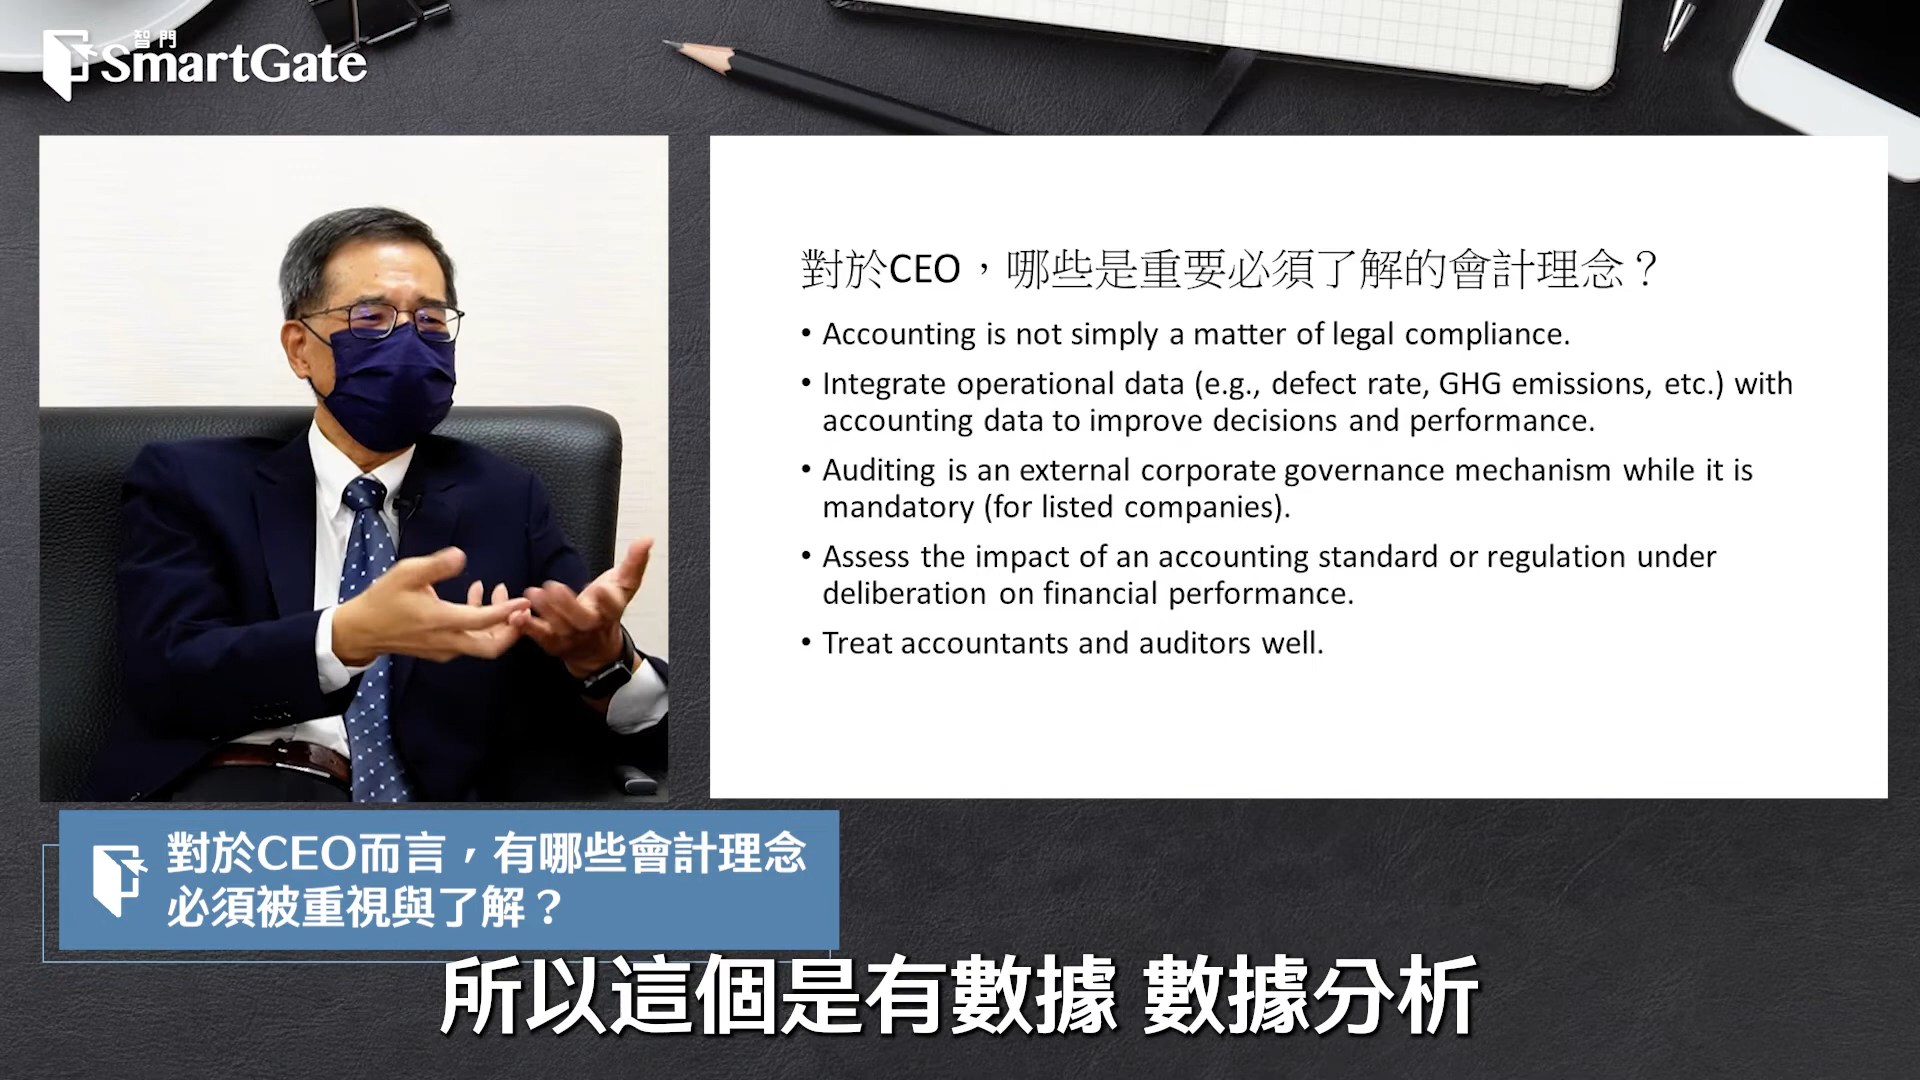 智門
SmartGate
對於CEO，哪些是重要必須了解的會計理念？
• Accounting is not simply a matter of legal compliance.
• Integrate operational data (e.g., defect rate, GHG emissions, etc.) with
accounting data to improve decisions and performance.
• Auditing is an external corporate governance mechanism while it is
mandatory (for listed companies).
• Assess the impact of an accounting standard or regulation under
deliberation on financial performance.
• Treat accountants and auditors well.
對於CEO而言，有哪些會計理念
必須被重視與了解？
所以這個是有數據 數據分析